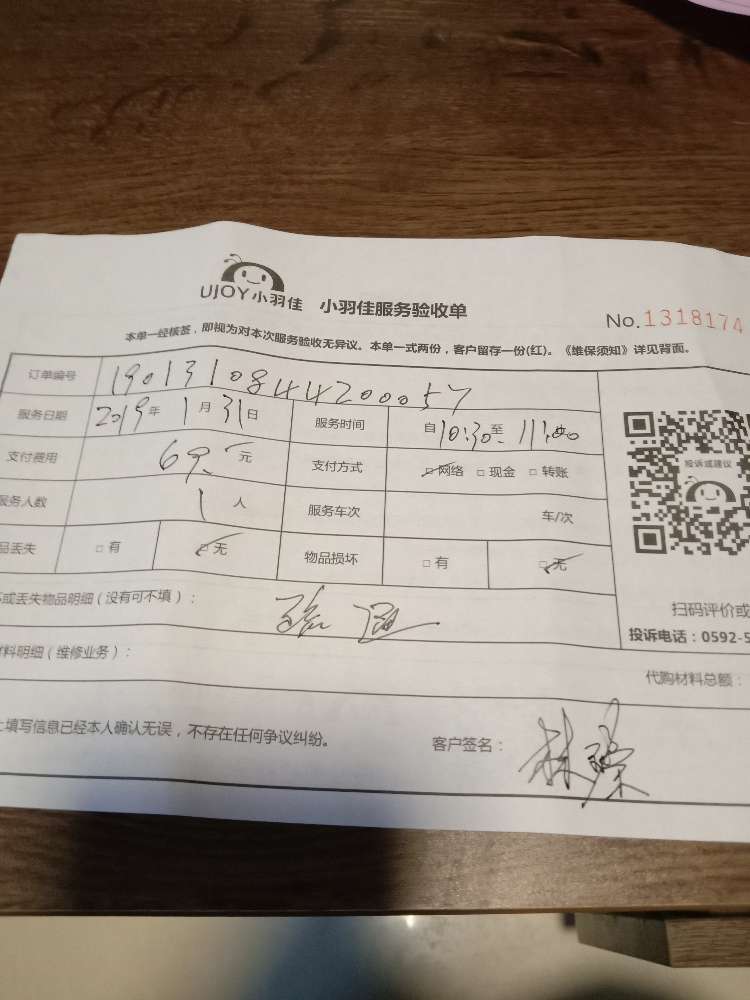 UJOY小羽佳 小羽佳服务验收单
No.1318174
本单一经核签，即视为对本次服务验收无异议。本单一式两份，客户留存一份(红)。《维保须知》详见背面。
订单编号 1901310844200057
服务日期 2019年1月31日 服务时间 自10:30至11:00
支付费用 69元 支付方式 □网络 □现金 □转账
服务人数 1人 服务车次 车/次
品丢失 □有 □无 物品损坏 □有 □无
投诉或建议
扫码评价或
投诉电话：0592-5
或丢失物品明细（没有可不填）：
材料明细（维修业务）： 代购材料总额：
填写信息已经本人确认无误，不存在任何争议纠纷。 客户签名：林